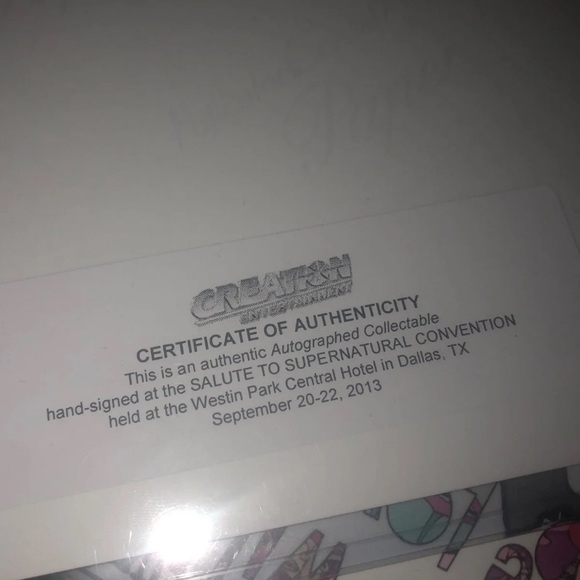 CREATION
ENTERTAINMENT
CERTIFICATE OF AUTHENTICITY
This is an authentic Autographed Collectable
hand-signed at the SALUTE TO SUPERNATURAL CONVENTION
held at the Westin Park Central Hotel in Dallas, TX
September 20-22, 2013